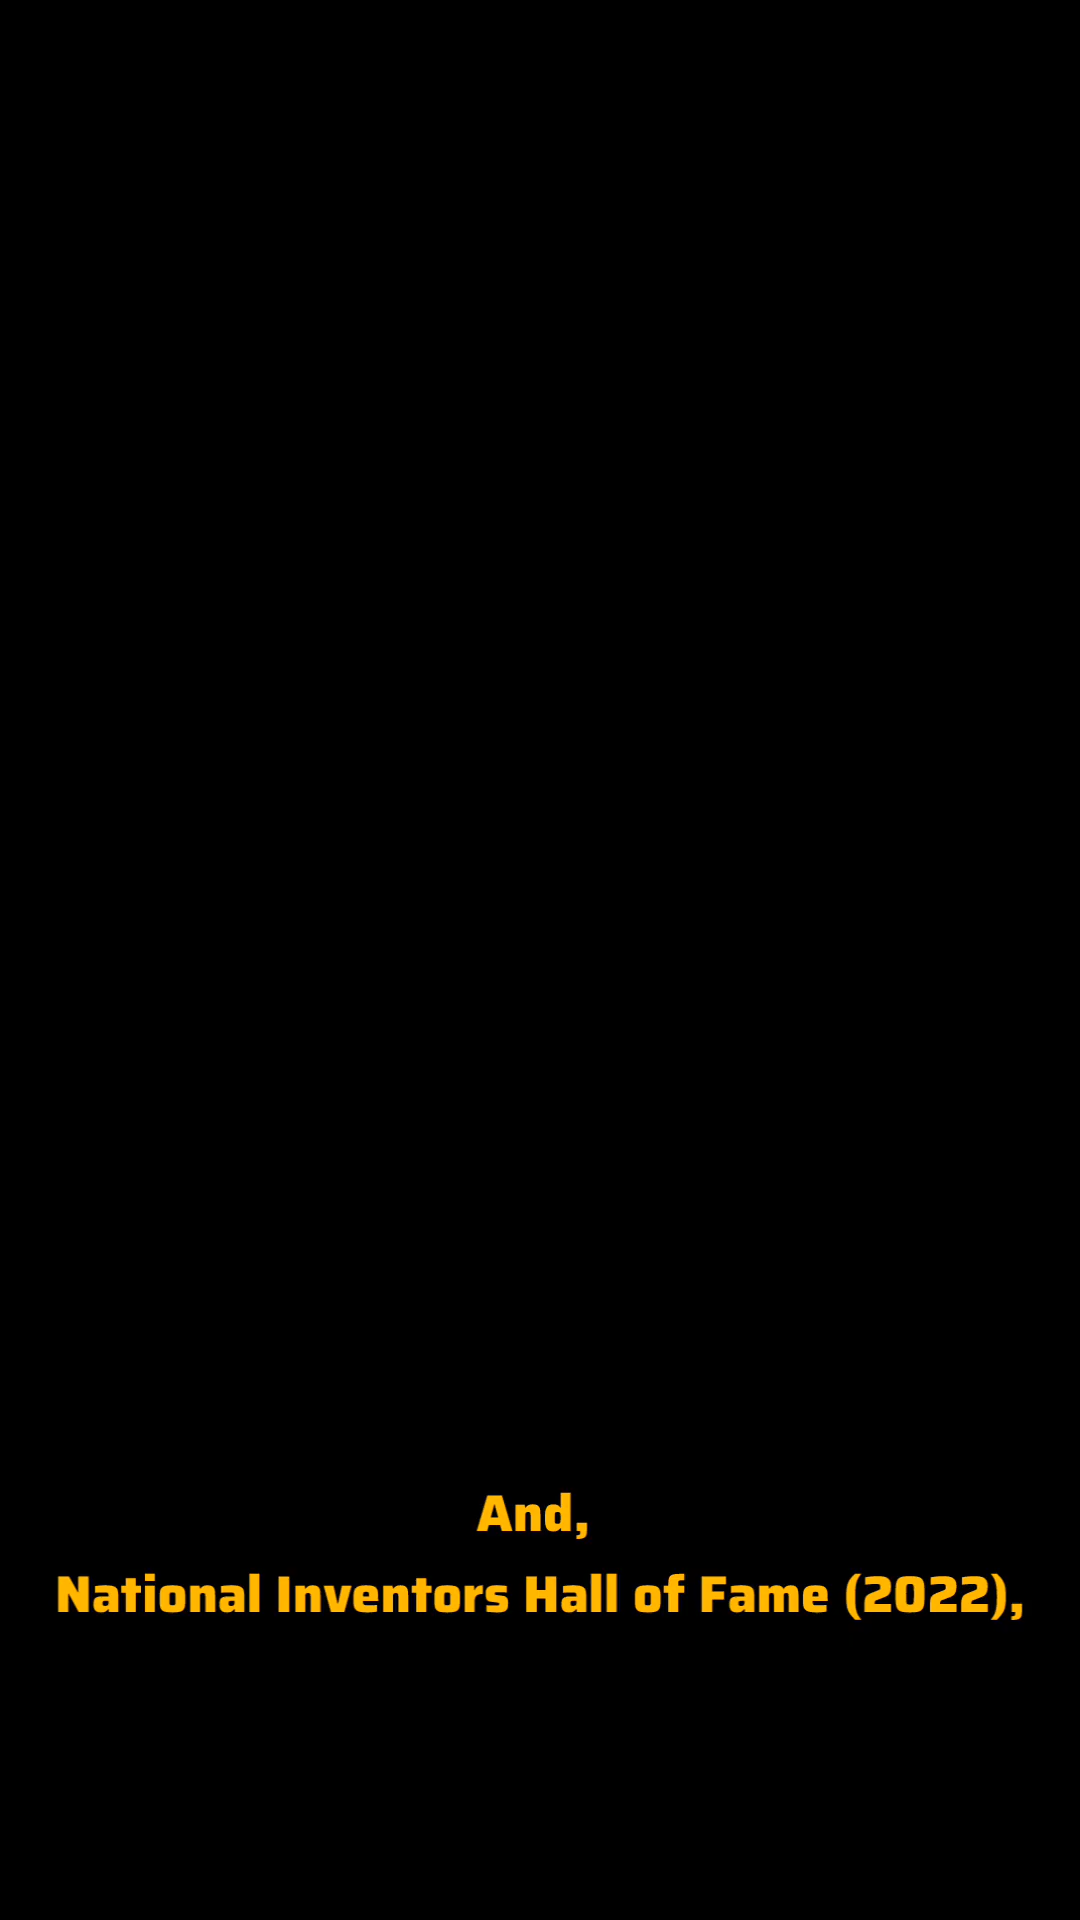 And,
National Inventors Hall of Fame (2022),